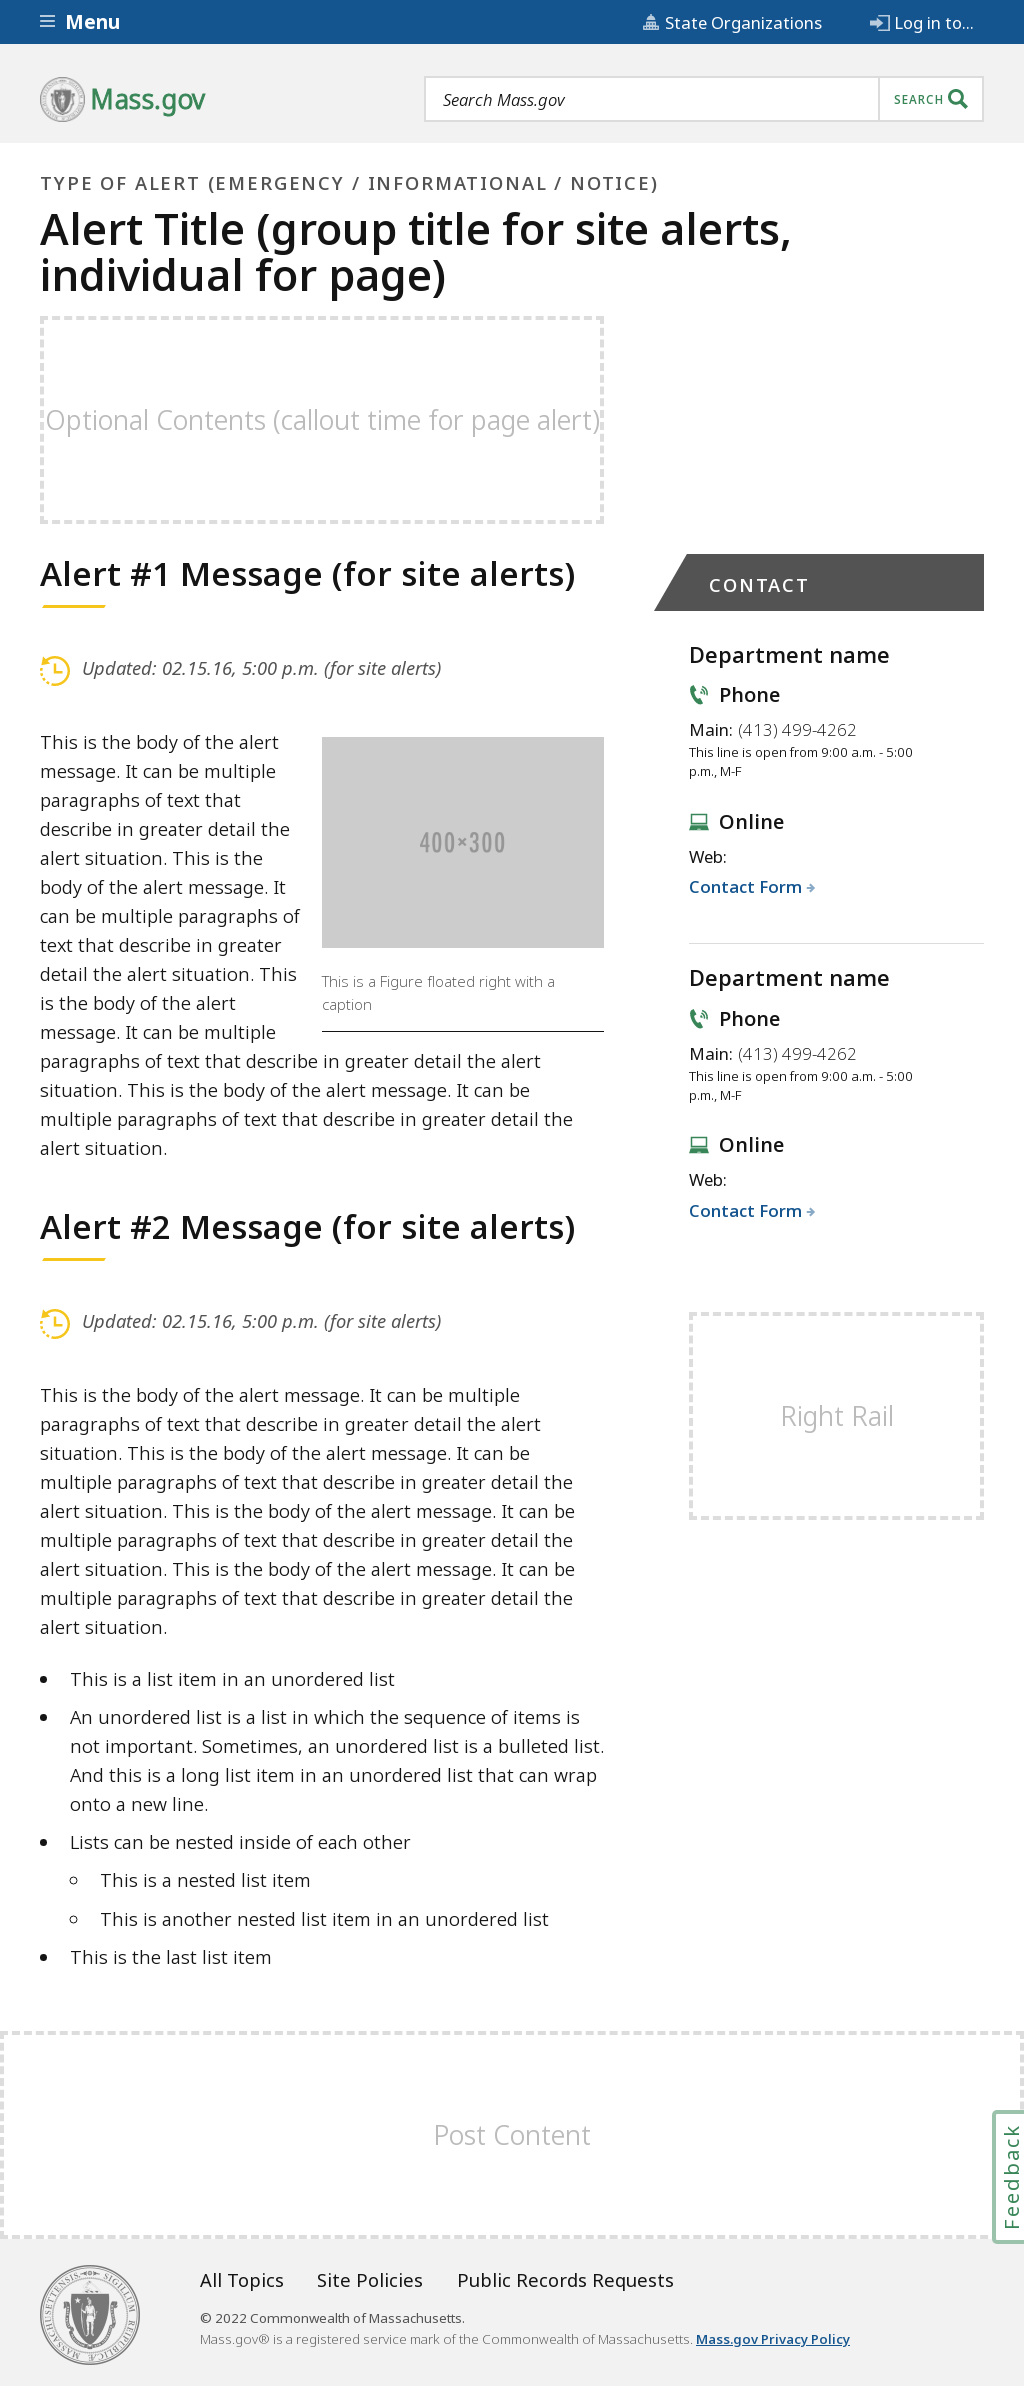 Menu
State Organizations
Log in to...
Mass.gov
Search Mass.gov
SEARCH
TYPE OF ALERT (EMERGENCY / INFORMATIONAL / NOTICE)
Alert Title (group title for site alerts,
individual for page)
Optional Contents (callout time for page alert)
Alert #1 Message (for site alerts)
Updated: 02.15.16, 5:00 p.m. (for site alerts)
This is the body of the alert
message. It can be multiple
paragraphs of text that
describe in greater detail the
alert situation. This is the
body of the alert message. It
can be multiple paragraphs of
text that describe in greater
detail the alert situation. This
is the body of the alert
message. It can be multiple
paragraphs of text that describe in greater detail the alert
situation. This is the body of the alert message. It can be
multiple paragraphs of text that describe in greater detail the
alert situation.
400×300
This is a Figure floated right with a
caption
Alert #2 Message (for site alerts)
Updated: 02.15.16, 5:00 p.m. (for site alerts)
This is the body of the alert message. It can be multiple
paragraphs of text that describe in greater detail the alert
situation. This is the body of the alert message. It can be
multiple paragraphs of text that describe in greater detail the
alert situation. This is the body of the alert message. It can be
multiple paragraphs of text that describe in greater detail the
alert situation. This is the body of the alert message. It can be
multiple paragraphs of text that describe in greater detail the
alert situation.
This is a list item in an unordered list
An unordered list is a list in which the sequence of items is
not important. Sometimes, an unordered list is a bulleted list.
And this is a long list item in an unordered list that can wrap
onto a new line.
Lists can be nested inside of each other
This is a nested list item
This is another nested list item in an unordered list
This is the last list item
CONTACT
Department name
Phone
Main: (413) 499-4262
This line is open from 9:00 a.m. - 5:00
p.m., M-F
Online
Web:
Contact Form
Department name
Phone
Main: (413) 499-4262
This line is open from 9:00 a.m. - 5:00
p.m., M-F
Online
Web:
Contact Form
Right Rail
Post Content
Feedback
All Topics
Site Policies
Public Records Requests
© 2022 Commonwealth of Massachusetts.
Mass.gov® is a registered service mark of the Commonwealth of Massachusetts. Mass.gov Privacy Policy